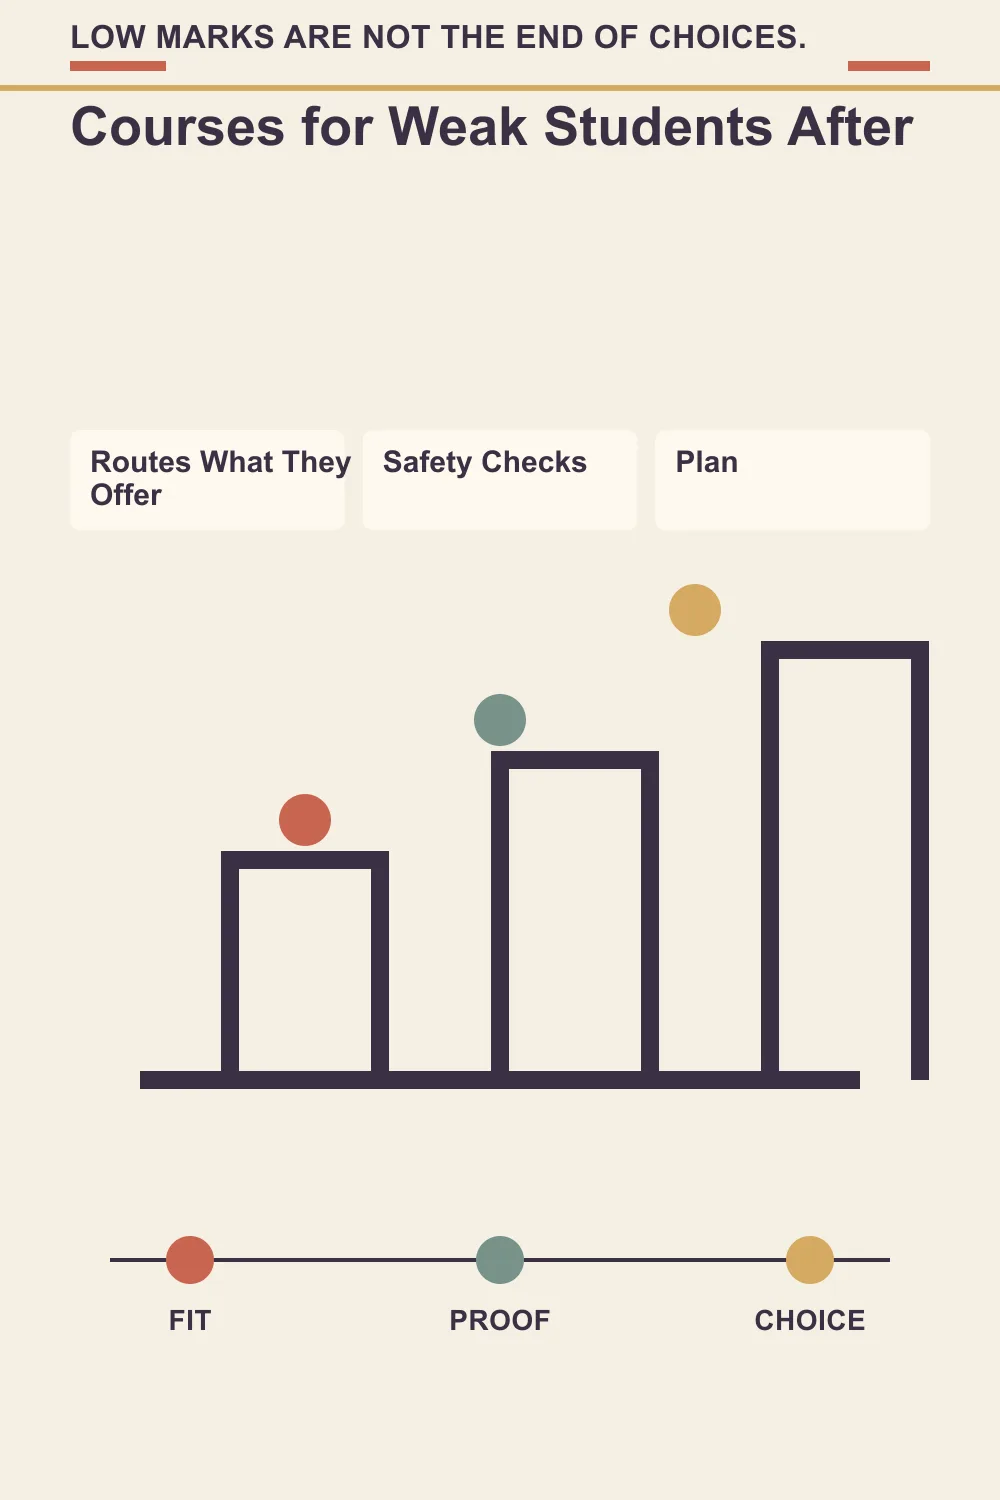 LOW MARKS ARE NOT THE END OF CHOICES.
Courses for Weak Students After
Routes What They
Offer
Safety Checks
Plan
FIT
PROOF
CHOICE